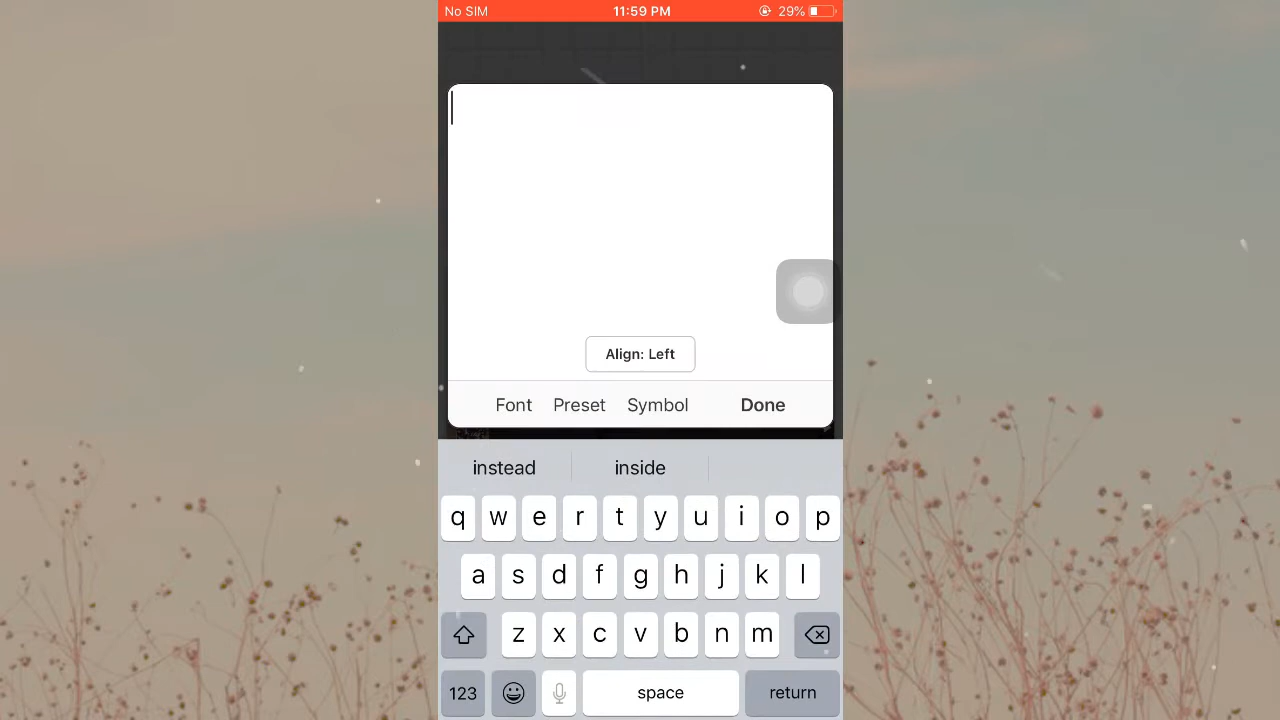 No SIM 11:59 PM 29%
Align: Left
Font Preset Symbol Done
instead inside
q w e r t y u i o p
a s d f g h j k l
z x c v b n m
123 space return